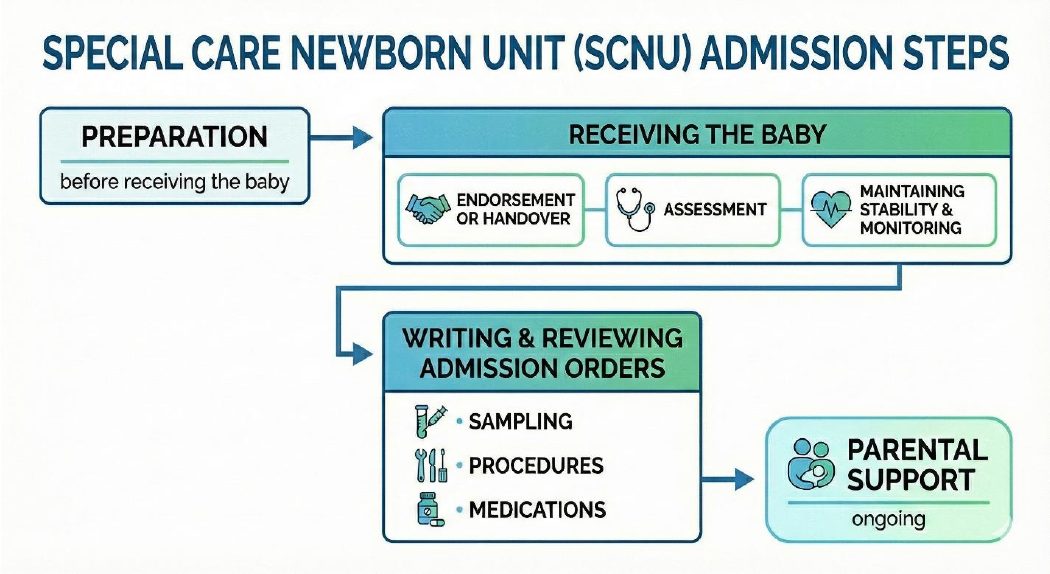 SPECIAL CARE NEWBORN UNIT (SCNU) ADMISSION STEPS
PREPARATION
before receiving the baby
RECEIVING THE BABY
ENDORSEMENT
OR HANDOVER
ASSESSMENT
MAINTAINING
STABILITY &
MONITORING
WRITING & REVIEWING
ADMISSION ORDERS
• SAMPLING
• PROCEDURES
• MEDICATIONS
PARENTAL
SUPPORT
ongoing